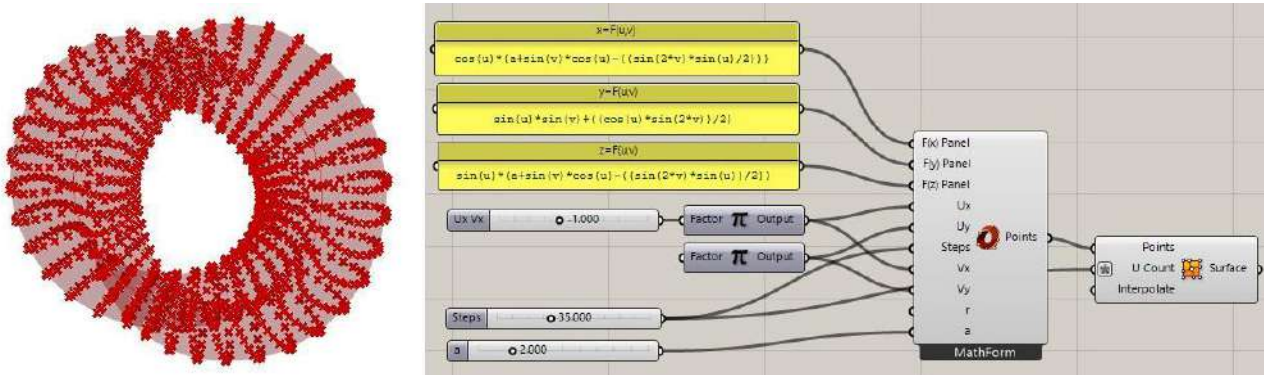 x=F(u,v)
cos(u)*(a+sin(v)*cos(u)-((sin(2*v)*sin(u)/2)))
y=F(u,v)
sin(u)*sin(v)+((cos(u)*sin(2*v))/2)
z=F(u,v)
sin(u)*(a+sin(v)*cos(u)-((sin(2*v)*sin(u))/2))
Ux Vx
-1.000
Factor π Output
Factor π Output
Steps
35.000
a
2.000
F(x) Panel
F(y) Panel
F(z) Panel
Ux
Uy
Steps
Vx
Vy
r
a
Points
MathForm
Points
U Count
Interpolate
Surface